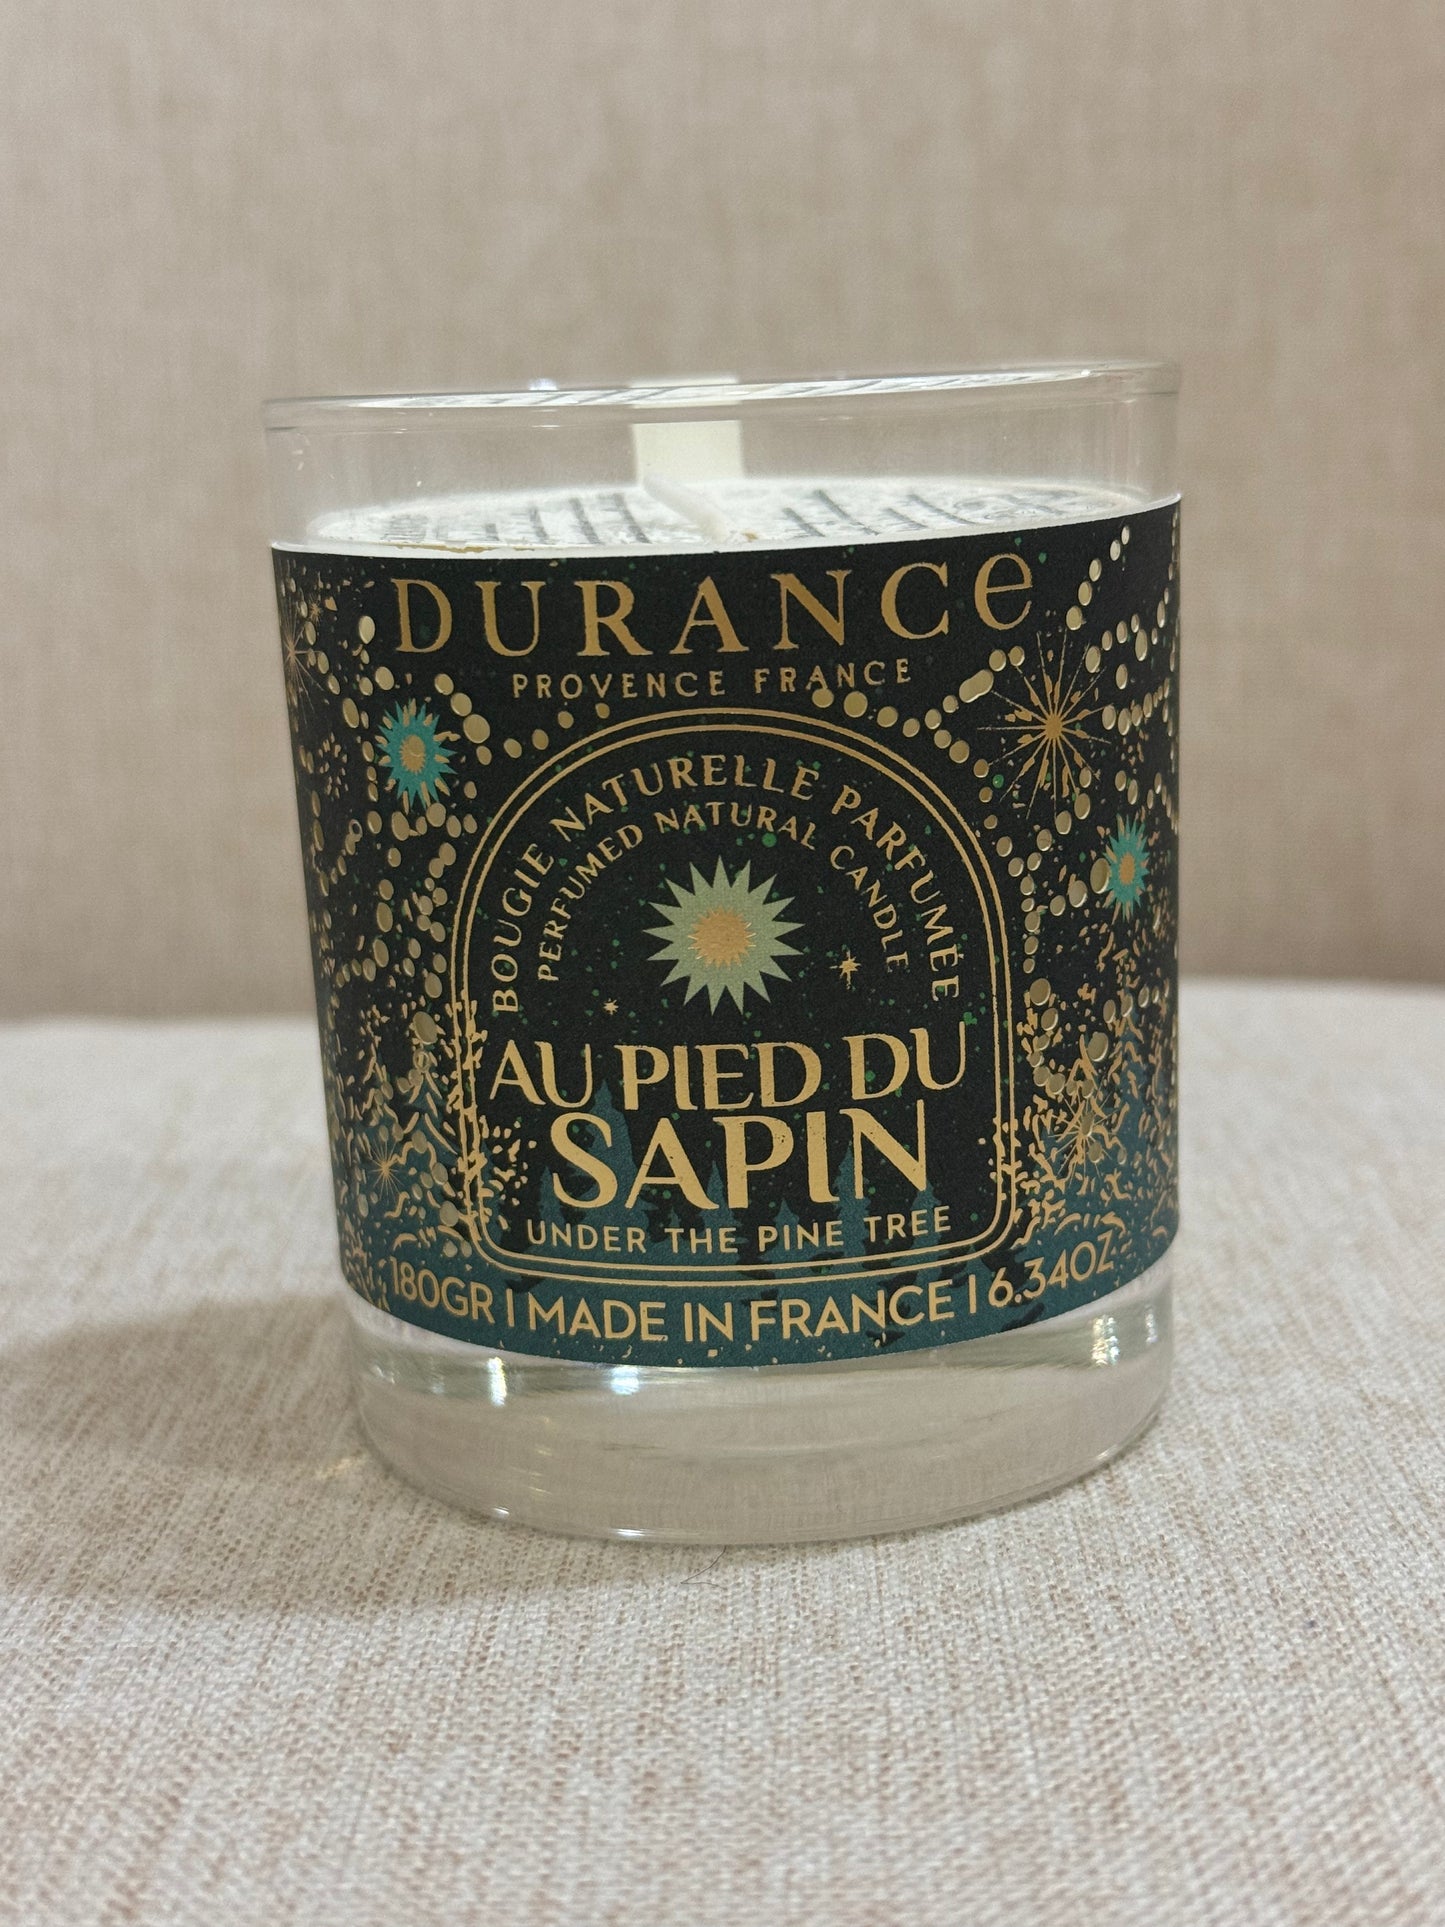 DURANCe
PROVENCE FRANCE
BOUGIE NATURELLE PARFUMÉE
PERFUMED NATURAL CANDLE
AU PIED DU
SAPIN
UNDER THE PINE TREE
180GR | MADE IN FRANCE | 6.34OZ